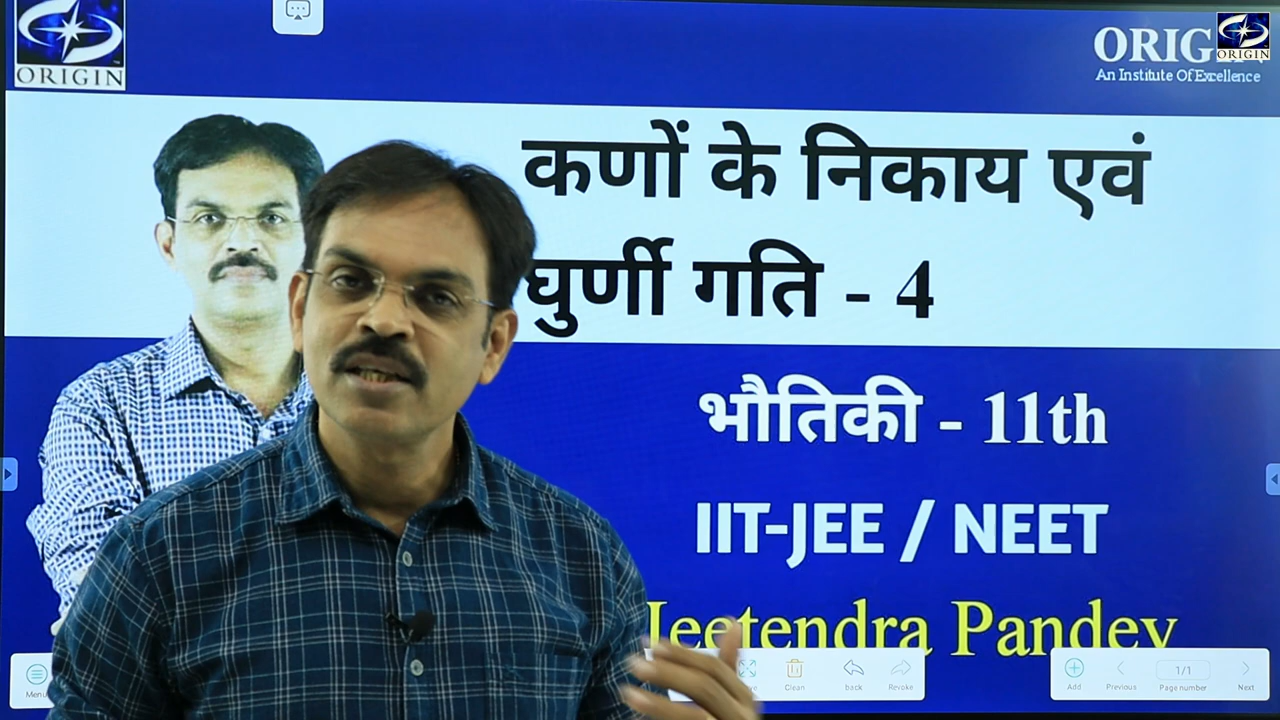 ORIGIN
ORIGIN
An Institute Of Excellence
ORIGIN
कणों के निकाय एवं
घुर्णी गति - 4
भौतिकी - 11th
IIT-JEE / NEET
Jeetendra Pandey
Menu
Clean
back
Revoke
Add
Previous
1/1
Page number
Next